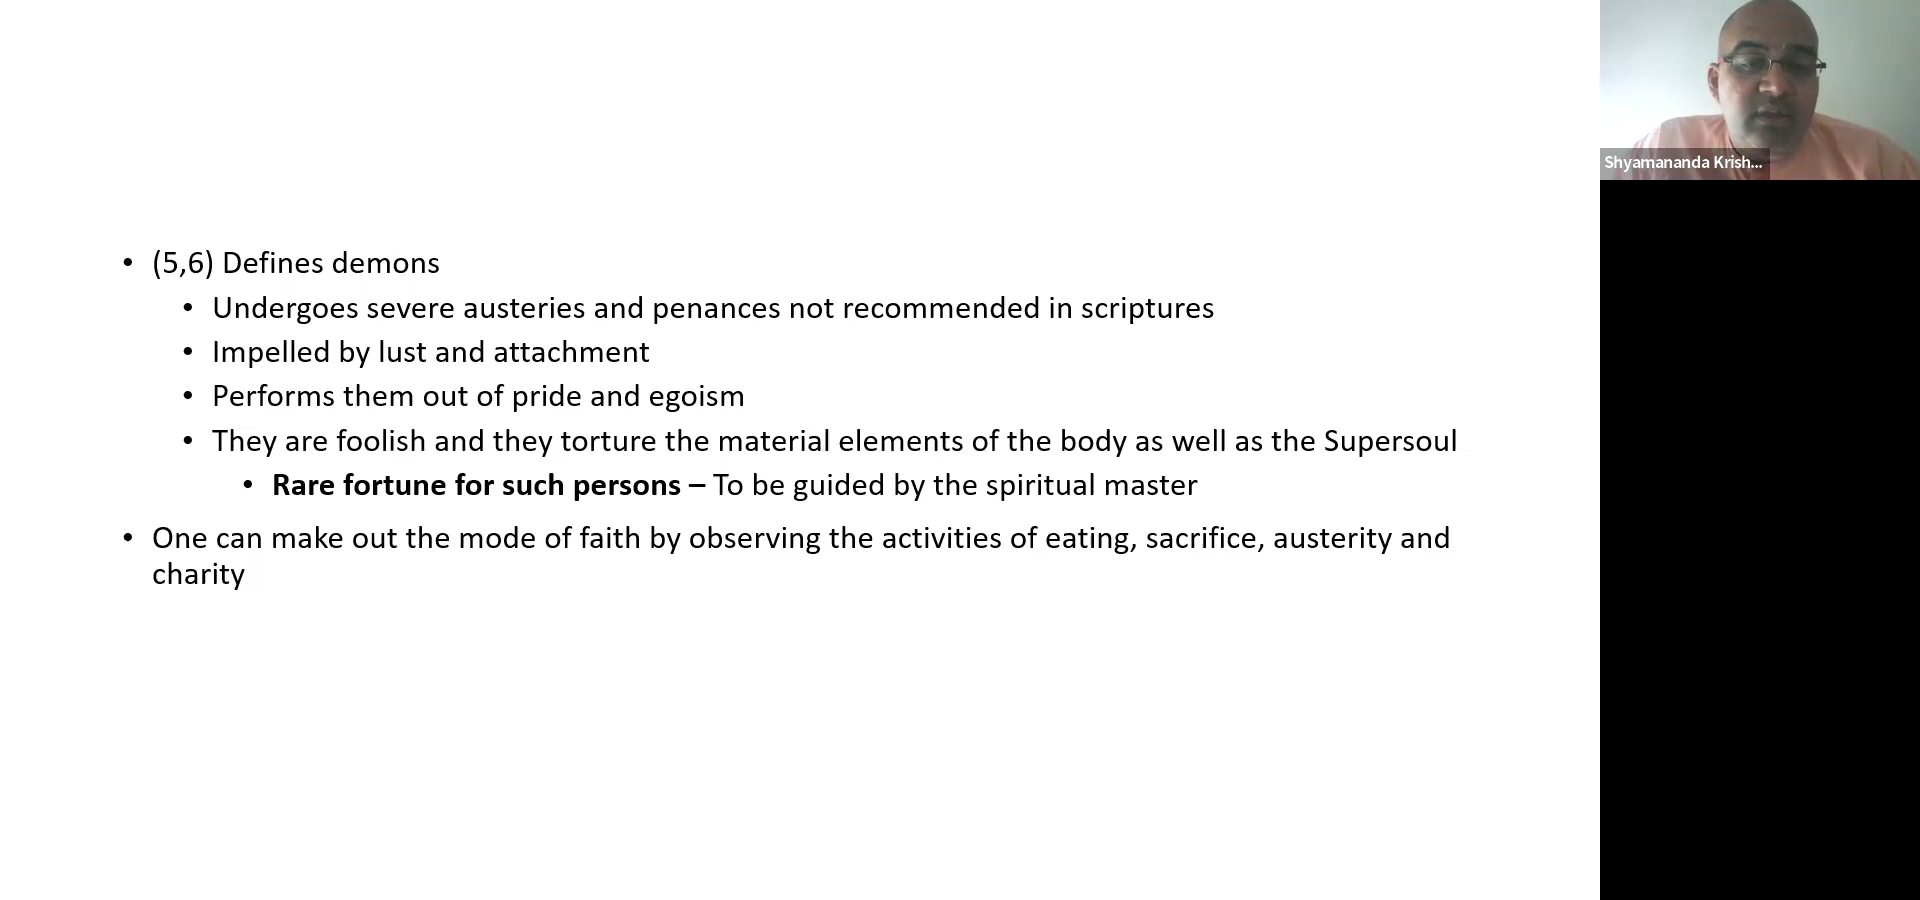 • (5,6) Defines demons
• Undergoes severe austeries and penances not recommended in scriptures
• Impelled by lust and attachment
• Performs them out of pride and egoism
• They are foolish and they torture the material elements of the body as well as the Supersoul
• Rare fortune for such persons – To be guided by the spiritual master
• One can make out the mode of faith by observing the activities of eating, sacrifice, austerity and
charity
Shyamananda Krish...